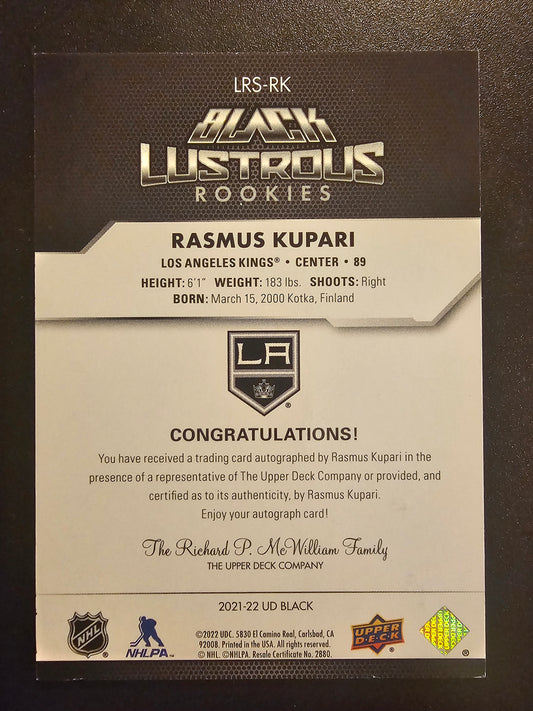 LRS-RK
BLACK
LUSTROUS
ROOKIES
RASMUS KUPARI
LOS ANGELES KINGS® • CENTER • 89
HEIGHT: 6'1" WEIGHT: 183 lbs. SHOOTS: Right
BORN: March 15, 2000 Kotka, Finland
LA
®
CONGRATULATIONS!
You have received a trading card autographed by Rasmus Kupari in the
presence of a representative of The Upper Deck Company or provided, and
certified as to its authenticity, by Rasmus Kupari.
Enjoy your autograph card!
The Richard P. McWilliam Family
THE UPPER DECK COMPANY
2021-22 UD BLACK
NHL
NHLPA™
©2022 UDC. 5830 El Camino Real, Carlsbad, CA
92008. Printed in the USA. All rights reserved.
© NHL. ©NHLPA. Resale Certificate No. 2880.
UPPER
DECK
®